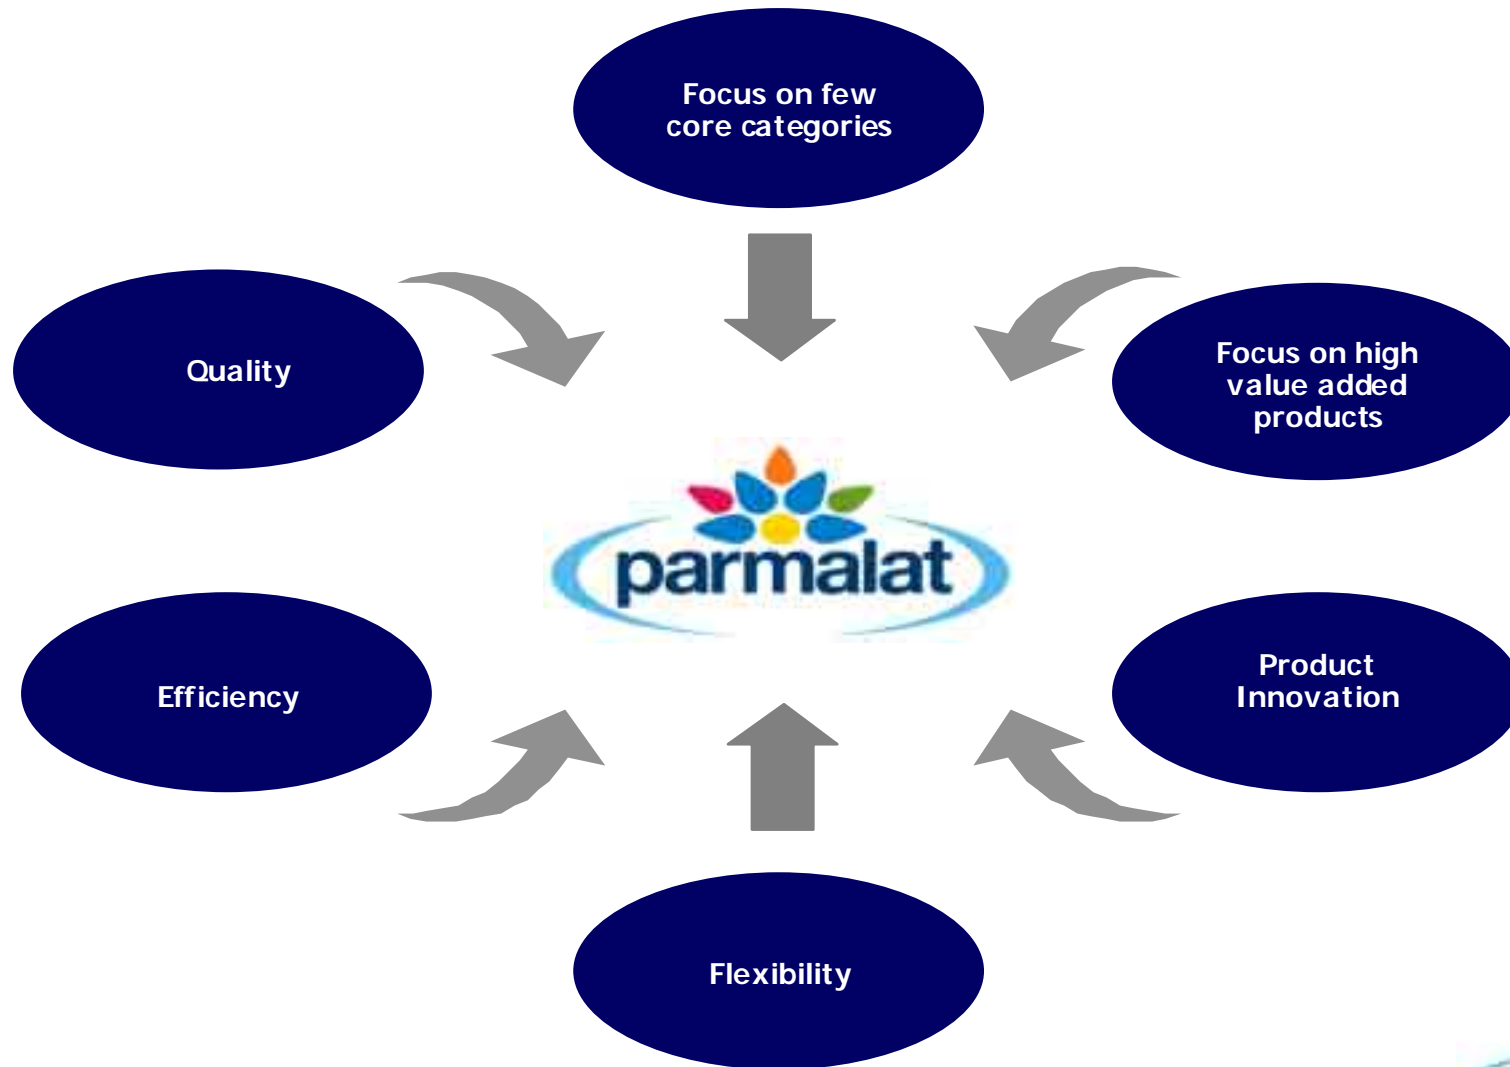 Focus on few
core categories
Quality
Focus on high
value added
products
parmalat
Efficiency
Product
Innovation
Flexibility